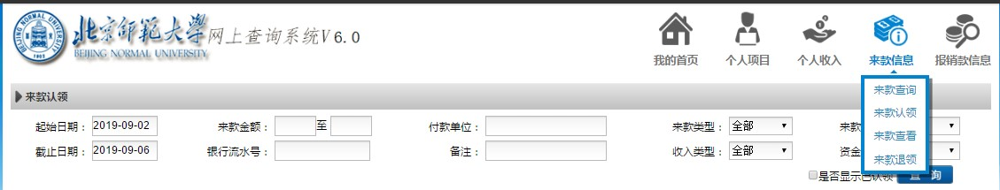 北京师范大学网上查询系统V6.0
BEIJING NORMAL UNIVERSITY
我的首页 个人项目 个人收入 来款信息 报销款信息
来款查询
来款认领
来款查看
来款退领
来款认领
起始日期： 2019-09-02 来款金额： 至 付款单位： 来款类型： 全部 来款
截止日期： 2019-09-06 银行流水号： 备注： 收入类型： 全部 资金
是否显示已认领 查 询